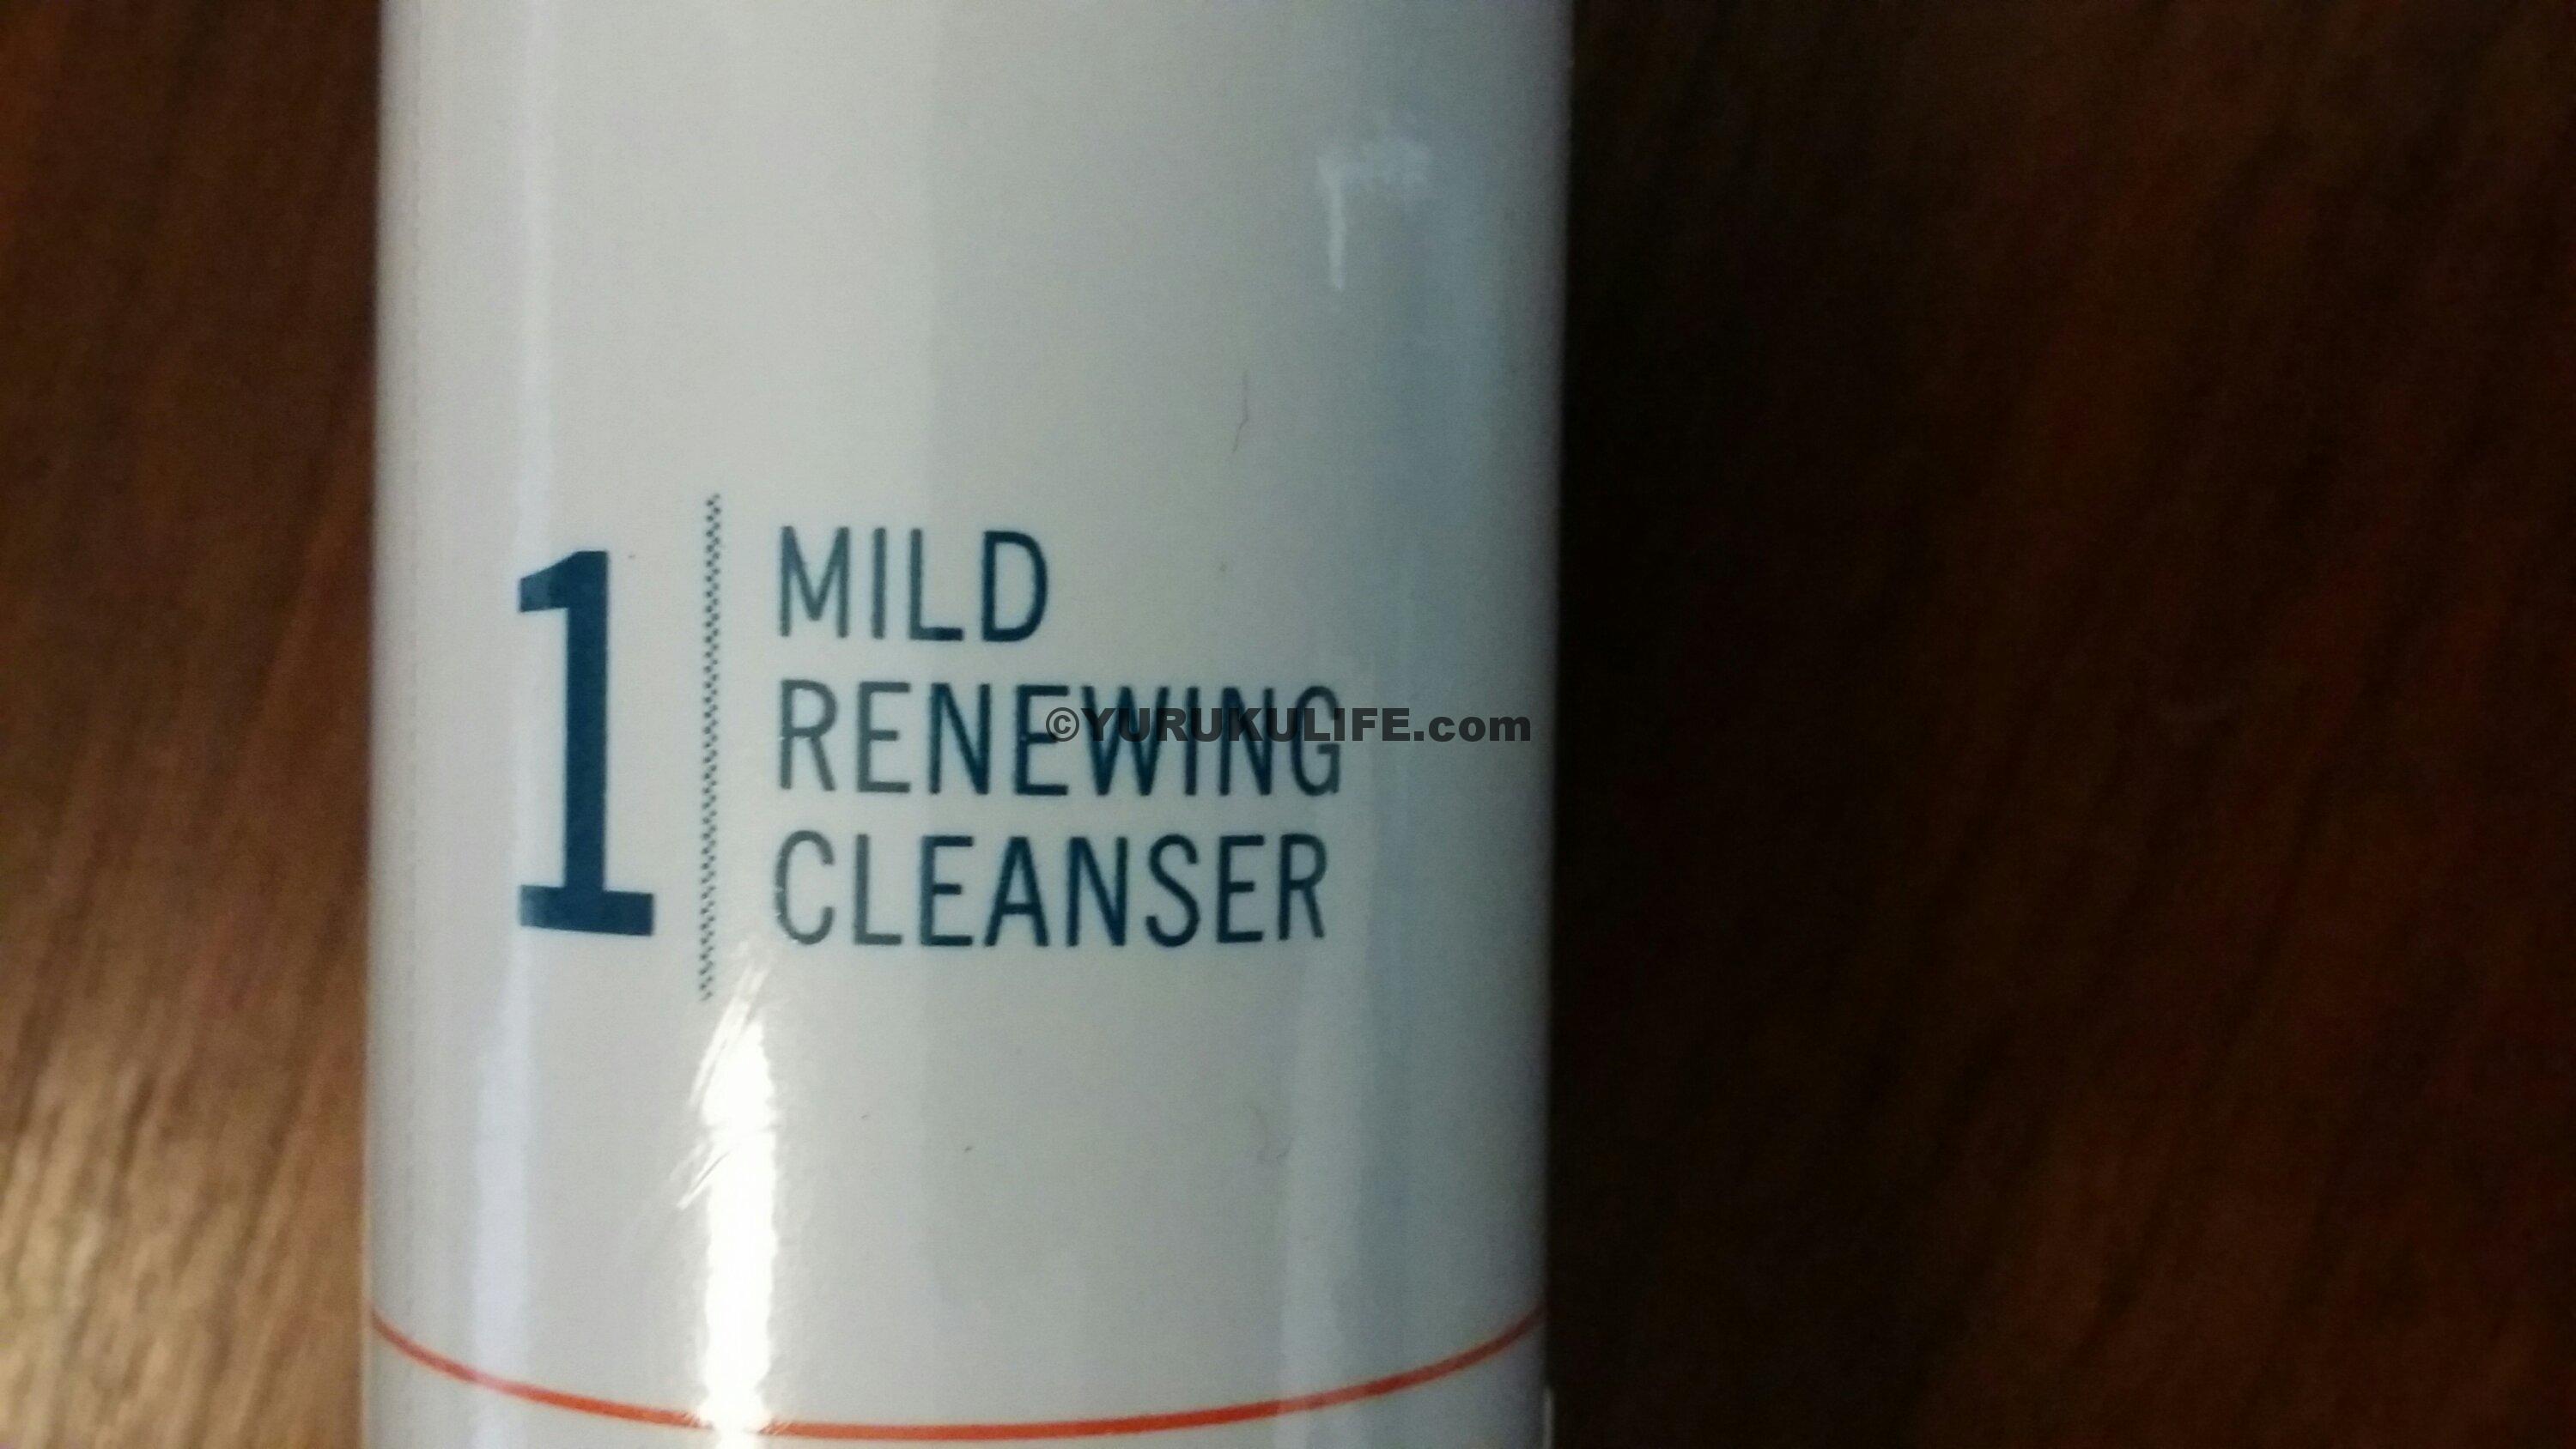 1
MILD
RENEWING
©YURUKULIFE.com
CLEANSER